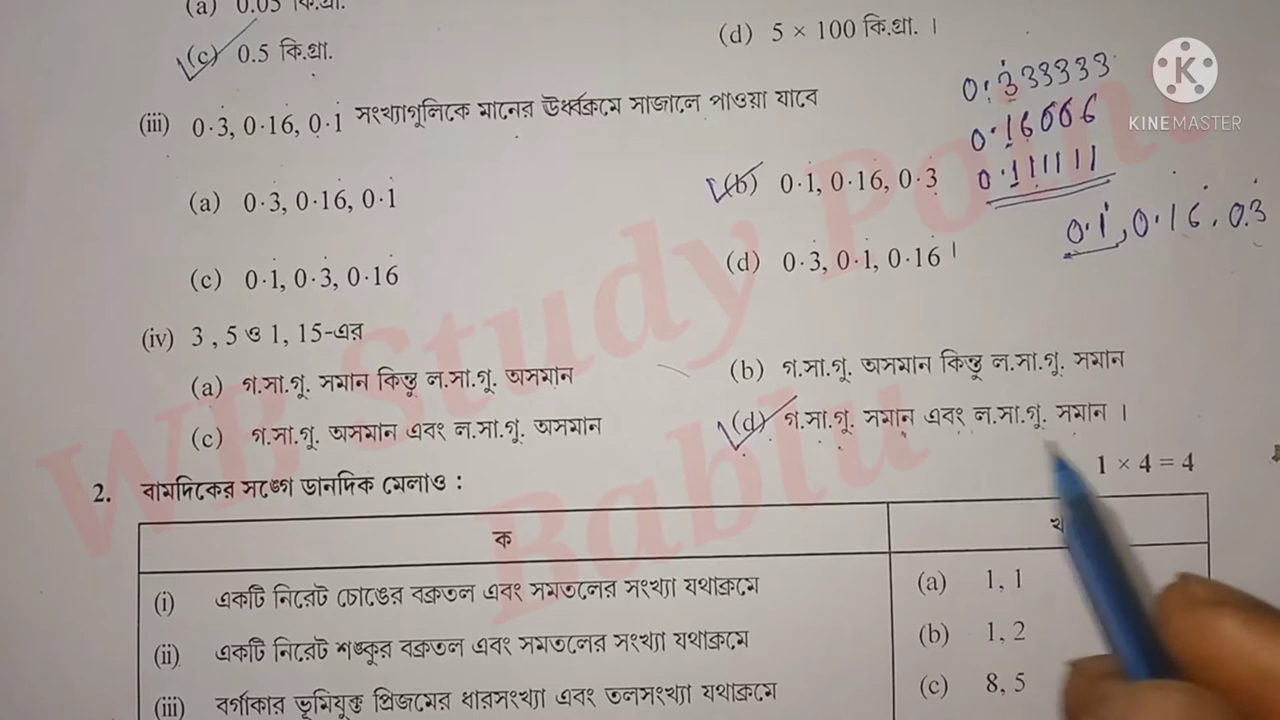 (a) 0.05 কি.গ্রা.
(c) 0.5 কি.গ্রা.
(d) 5 × 100 কি.গ্রা. ।
(iii) 0·3̇, 0·16̇, 0·1̇ সংখ্যাগুলিকে মানের ঊর্ধ্বক্রমে সাজালে পাওয়া যাবে
(a) 0·3̇, 0·16̇, 0·1̇
(b) 0·1̇, 0·16̇, 0·3̇
(c) 0·1̇, 0·3̇, 0·16̇
(d) 0·3̇, 0·1̇, 0·16̇ ।
0.333333
0.16666
0.111111
0.1̇, 0.16̇, 0.3̇
KINEMASTER
(iv) 3 , 5 ও 1, 15-এর
(a) গ.সা.গু. সমান কিন্তু ল.সা.গু. অসমান
(b) গ.সা.গু. অসমান কিন্তু ল.সা.গু. সমান
(c) গ.সা.গু. অসমান এবং ল.সা.গু. অসমান
(d) গ.সা.গু. সমান এবং ল.সা.গু. সমান ।
1 × 4 = 4
2. বামদিকের সঙ্গে ডানদিক মেলাও :
ক
খ
(i) একটি নিরেট চোঙের বক্রতল এবং সমতলের সংখ্যা যথাক্রমে
(a) 1, 1
(ii) একটি নিরেট শঙ্কুর বক্রতল এবং সমতলের সংখ্যা যথাক্রমে
(b) 1, 2
(iii) বর্গাকার ভূমিযুক্ত প্রিজমের ধারসংখ্যা এবং তলসংখ্যা যথাক্রমে
(c) 8, 5
WB Study Point
Bablu